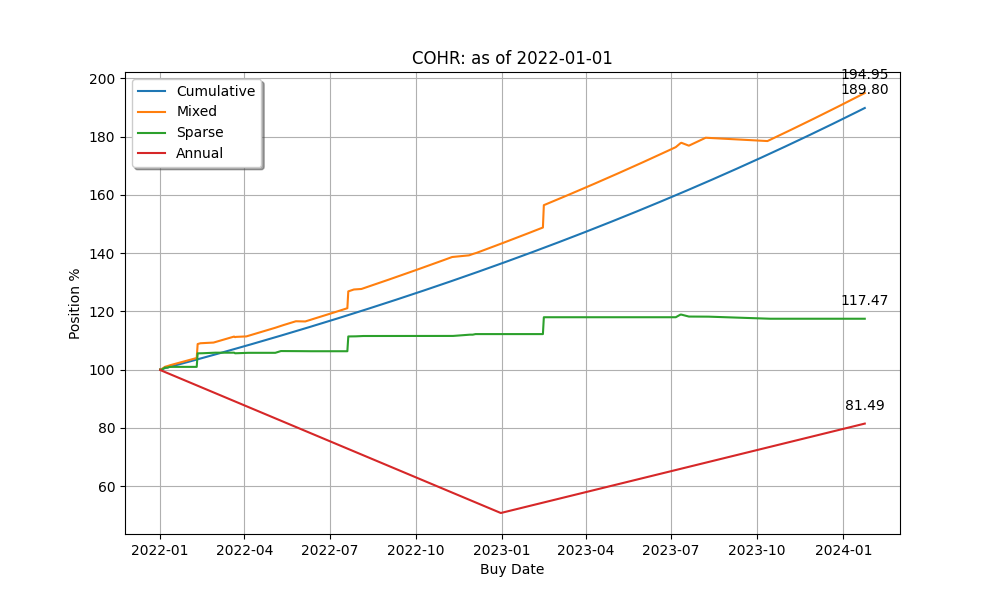 COHR: as of 2022-01-01
200
180
160
140
120
100
80
60
Position %
Cumulative
Mixed
Sparse
Annual
194.95
189.80
117.47
81.49
2022-01 2022-04 2022-07 2022-10 2023-01 2023-04 2023-07 2023-10 2024-01
Buy Date